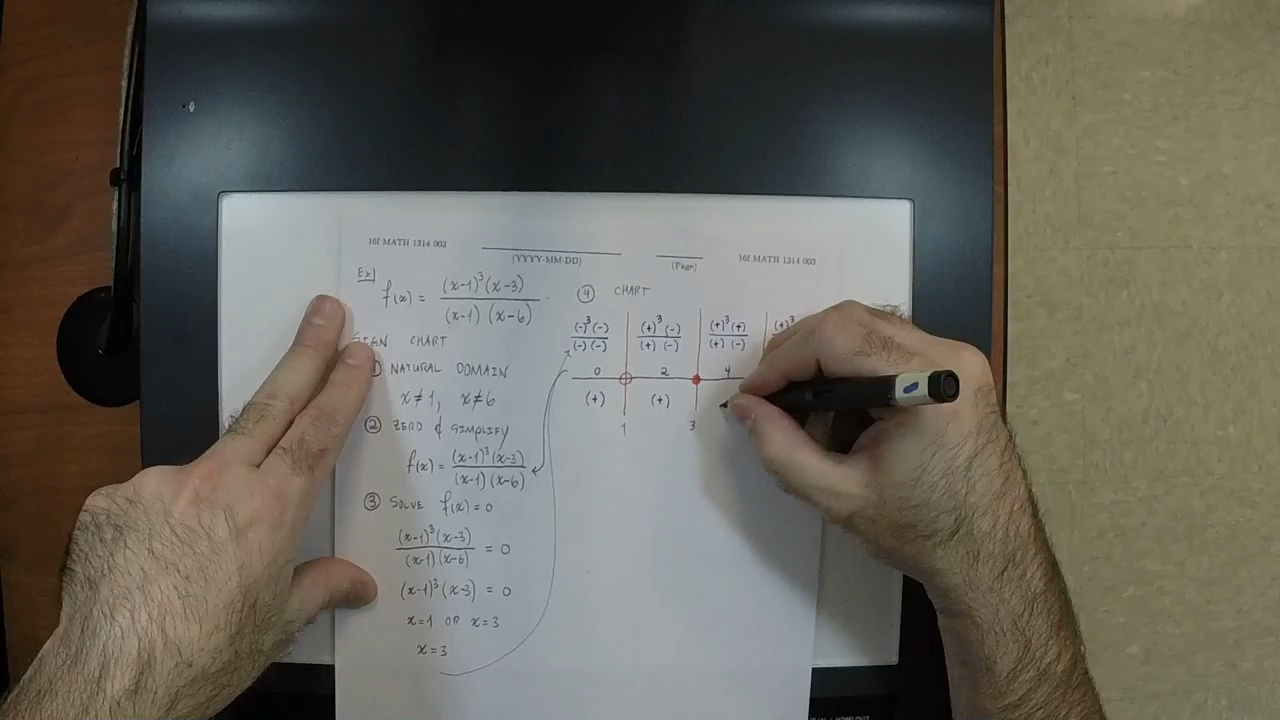 16f MATH 1314 003
(YYYY-MM-DD)
(Page)
16f MATH 1314 003
Ex
f(x) = (x-1)³(x-3) / (x-1)(x-6)
SIGN CHART
① NATURAL DOMAIN
x≠1, x≠6
② ZERO & SIMPLIFY
f(x) = (x-1)³(x-3) / (x-1)(x-6)
③ SOLVE f(x)=0
(x-1)³(x-3) / (x-1)(x-6) = 0
(x-1)³(x-3) = 0
x=1 OR x=3
x=3
④ CHART
(-)³(-) / (-)(-) (+)³(-) / (+)(-) (+)³(+) / (+)(-) (+)³
0 2 4
(+) (+)
1 3